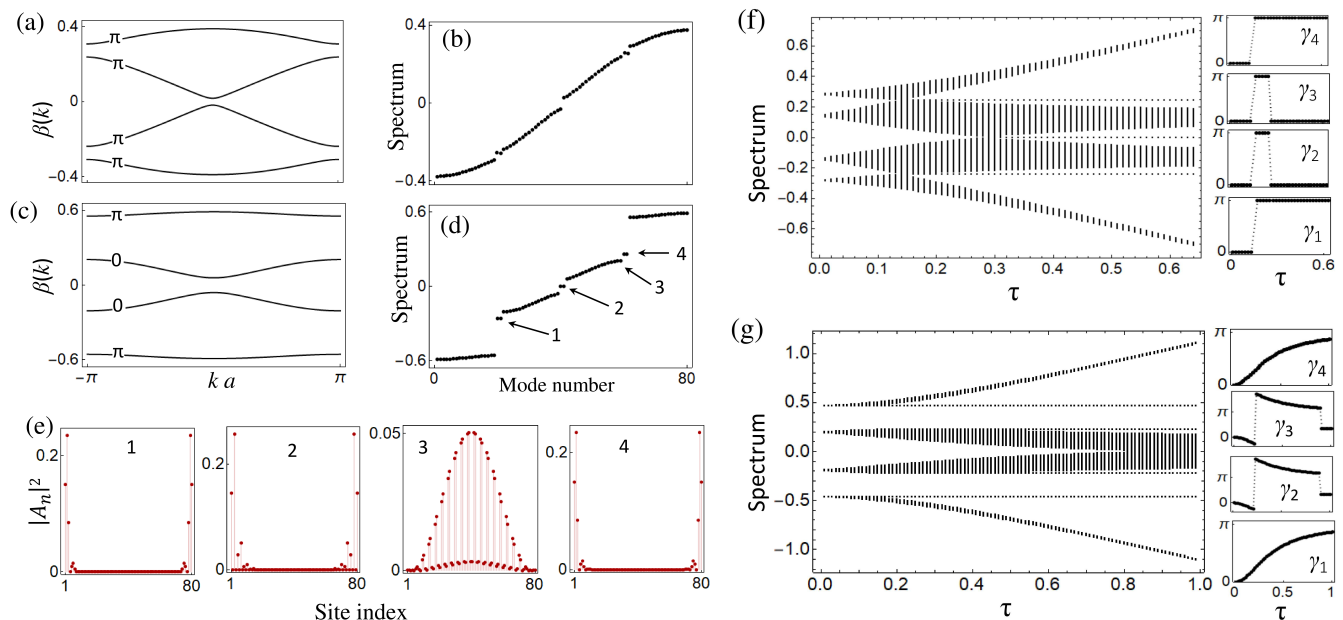 (a)
0.4
0
−0.4
β(k)
π
π
π
π
(b)
0.4
0
−0.4
Spectrum
(c)
0.6
0
−0.6
β(k)
π
0
0
π
−π
k a
π
(d)
0.6
0
−0.6
Spectrum
1
2
3
4
0
Mode number
80
(e)
|Aₙ|²
0.2
0
1
1
80
0.2
0
2
1
80
0.05
0
3
1
80
0.2
0
4
1
80
Site index
(f)
Spectrum
0.6
0.4
0.2
0.0
−0.2
−0.4
−0.6
0.0 0.1 0.2 0.3 0.4 0.5 0.6
τ
π
0
γ₄
π
0
γ₃
π
0
γ₂
π
0
γ₁
0 0.6
τ
(g)
Spectrum
1.0
0.5
0.0
−0.5
−1.0
0.0 0.2 0.4 0.6 0.8 1.0
τ
π
0
γ₄
π
0
γ₃
π
0
γ₂
π
0
γ₁
0 0.5 1
τ